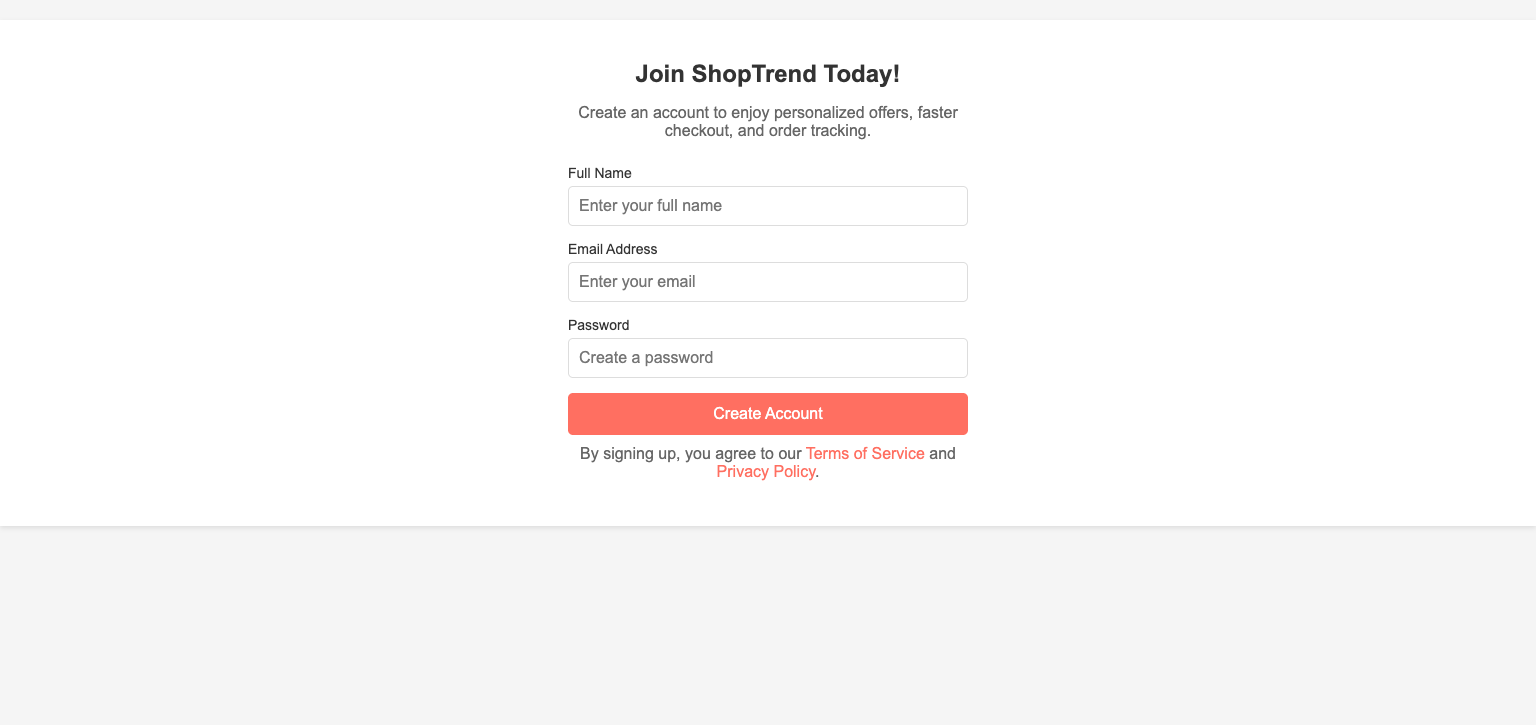 Join ShopTrend Today!
Create an account to enjoy personalized offers, faster
checkout, and order tracking.
Full Name
Enter your full name
Email Address
Enter your email
Password
Create a password
Create Account
By signing up, you agree to our Terms of Service and
Privacy Policy.